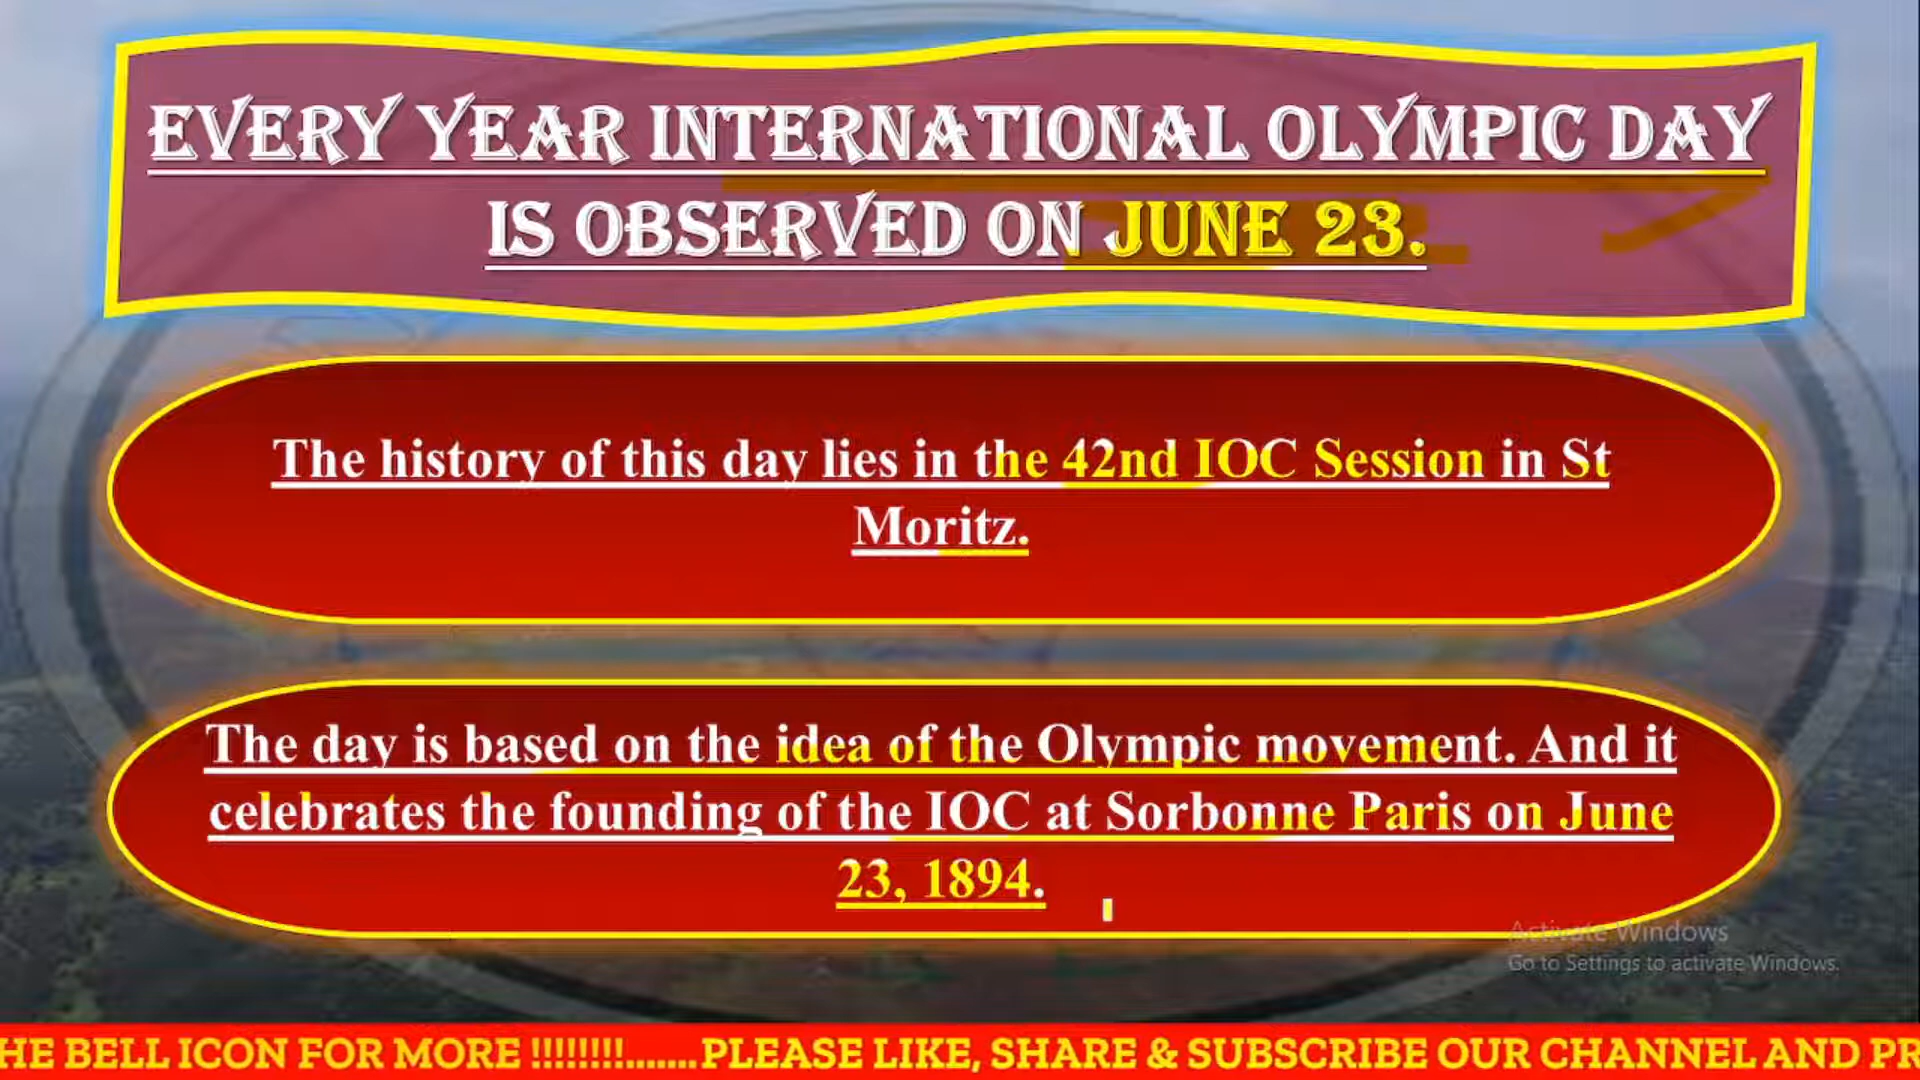 EVERY YEAR INTERNATIONAL OLYMPIC DAY
IS OBSERVED ON JUNE 23.
The history of this day lies in the 42nd IOC Session in St
Moritz.
The day is based on the idea of the Olympic movement. And it
celebrates the founding of the IOC at Sorbonne Paris on June
23, 1894.
Activate Windows
Go to Settings to activate Windows.
HE BELL ICON FOR MORE !!!!!!!!!.......PLEASE LIKE, SHARE & SUBSCRIBE OUR CHANNEL AND PR